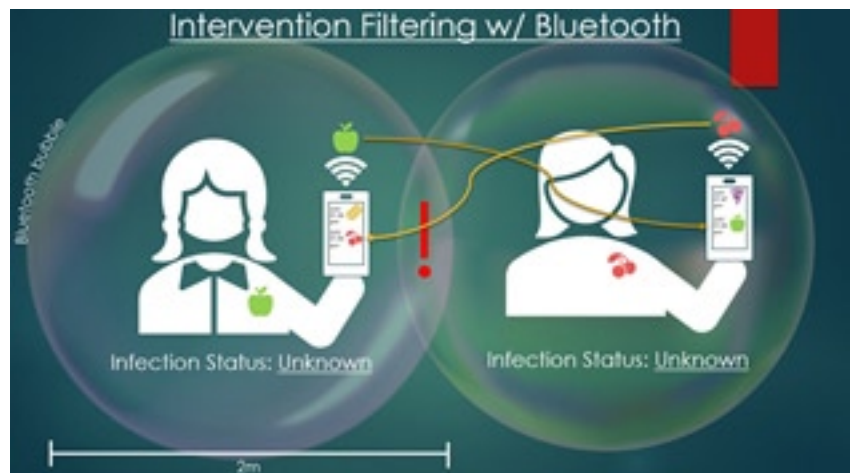 Intervention Filtering w/ Bluetooth
Bluetooth bubble
Infection Status: Unknown
Infection Status: Unknown
2m